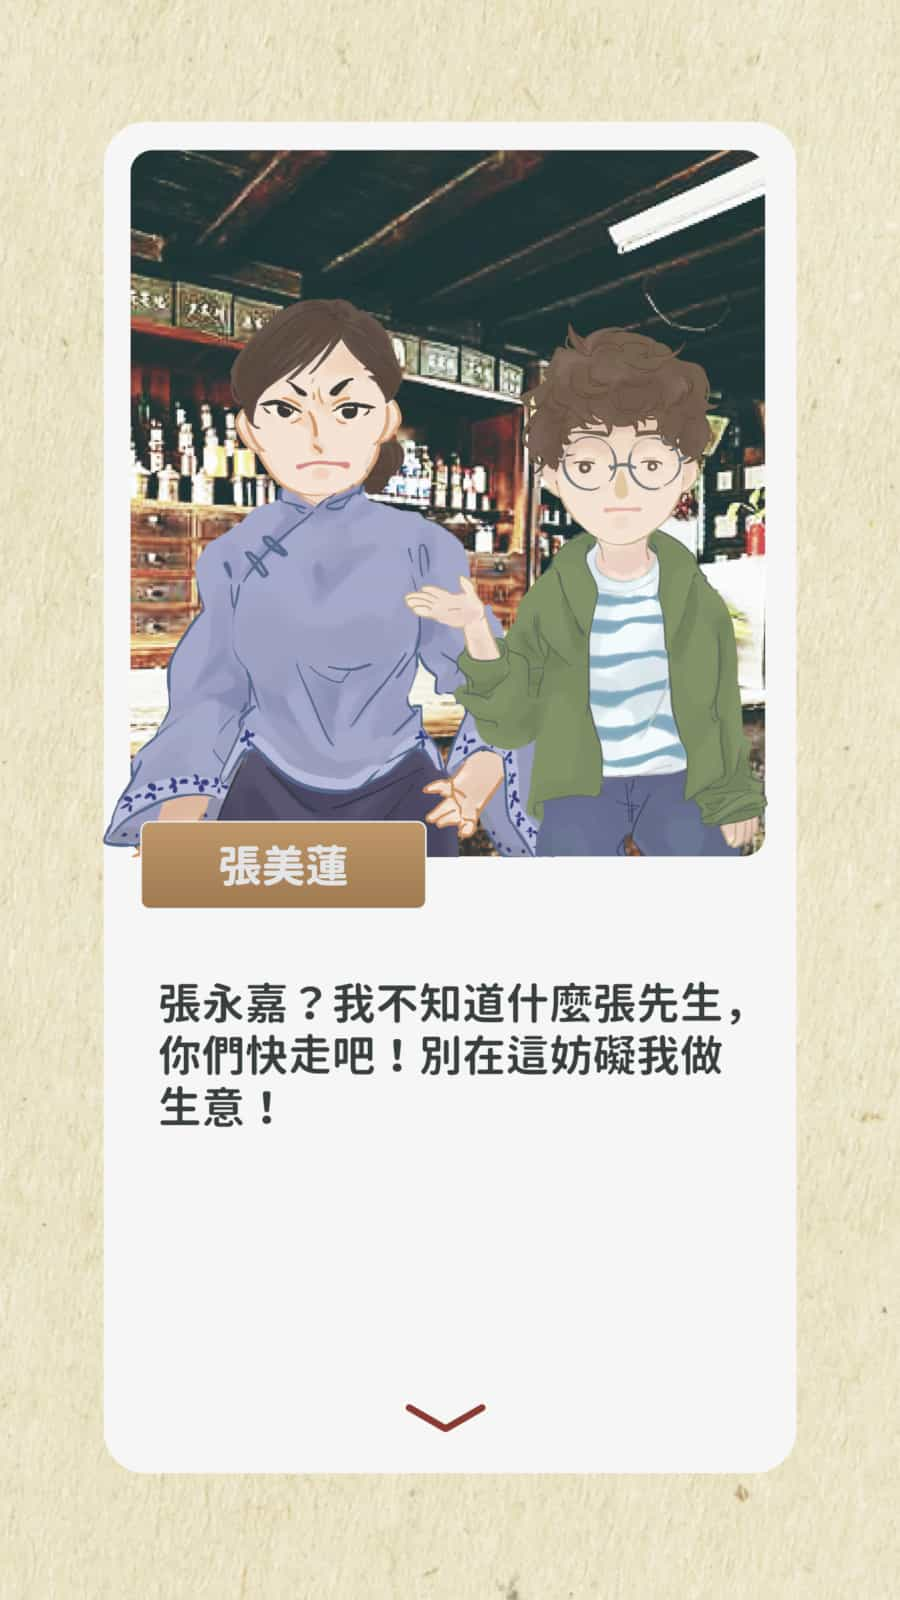 張美蓮
張永嘉？我不知道什麼張先生，
你們快走吧！別在這妨礙我做
生意！